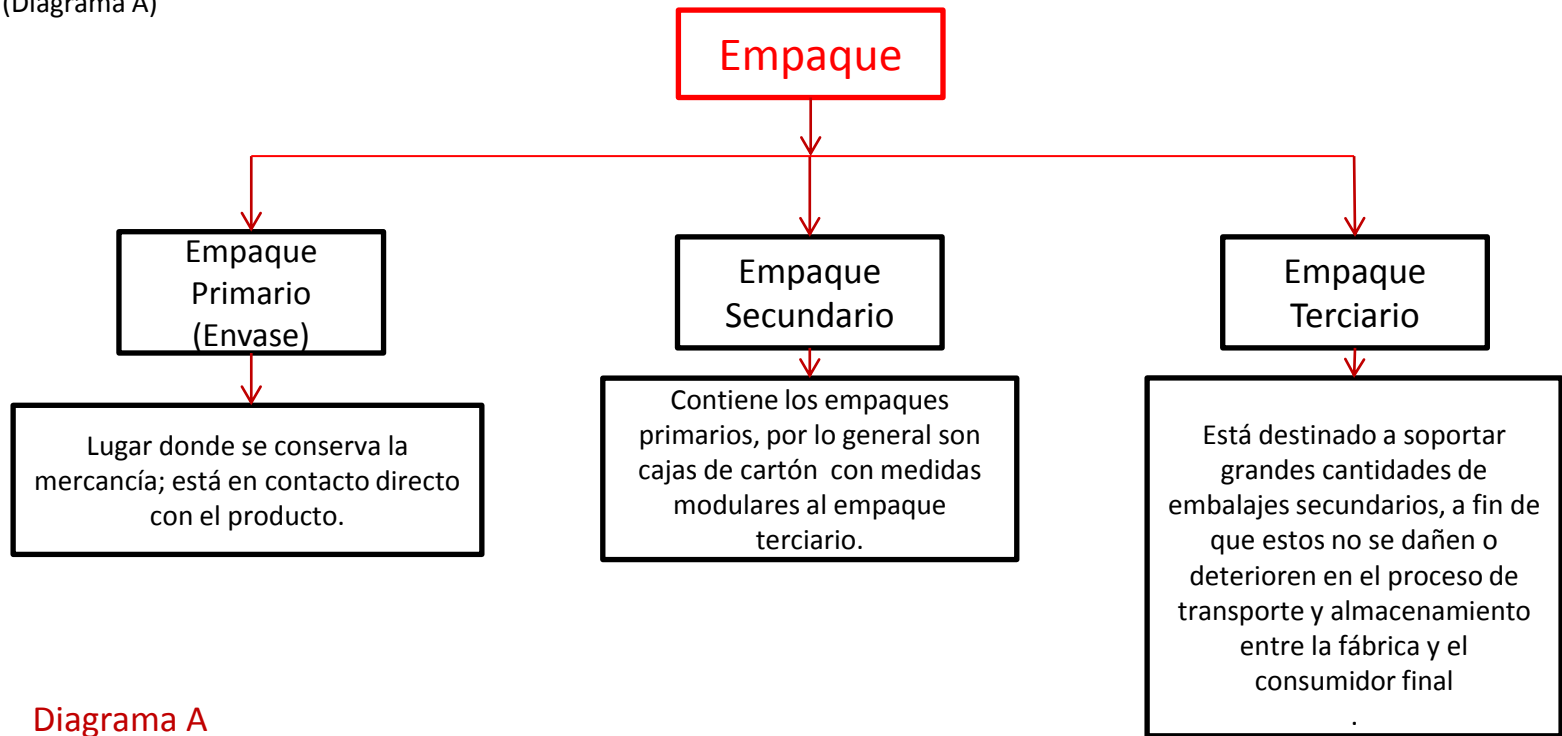 (Diagrama A)
Empaque
Empaque
Primario
(Envase)
Lugar donde se conserva la
mercancía; está en contacto directo
con el producto.
Empaque
Secundario
Contiene los empaques
primarios, por lo general son
cajas de cartón  con medidas
modulares al empaque
terciario.
Empaque
Terciario
Está destinado a soportar
grandes cantidades de
embalajes secundarios, a fin de
que estos no se dañen o
deterioren en el proceso de
transporte y almacenamiento
entre la fábrica y el
consumidor final
.
Diagrama A